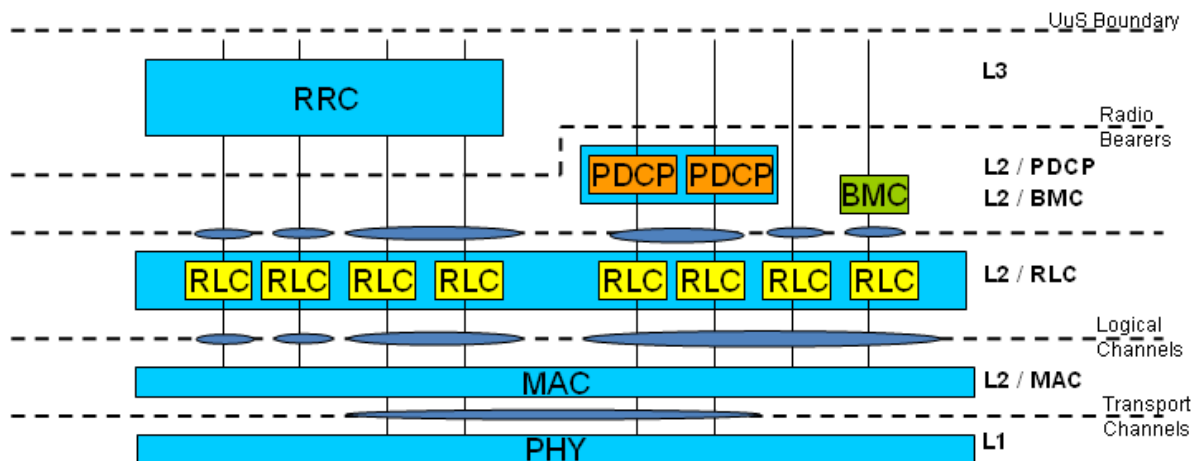 UuS Boundary
L3
RRC
Radio
Bearers
PDCP PDCP
L2 / PDCP
BMC
L2 / BMC
RLC RLC RLC RLC RLC RLC RLC RLC
L2 / RLC
Logical
Channels
MAC
L2 / MAC
Transport
Channels
PHY
L1